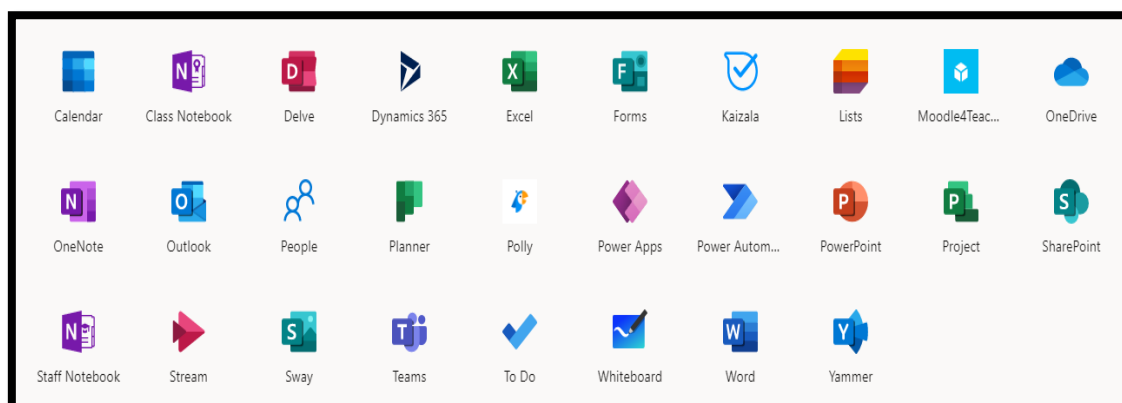 Calendar Class Notebook Delve Dynamics 365 Excel Forms Kaizala Lists Moodle4Teac... OneDrive
OneNote Outlook People Planner Polly Power Apps Power Autom... PowerPoint Project SharePoint
Staff Notebook Stream Sway Teams To Do Whiteboard Word Yammer